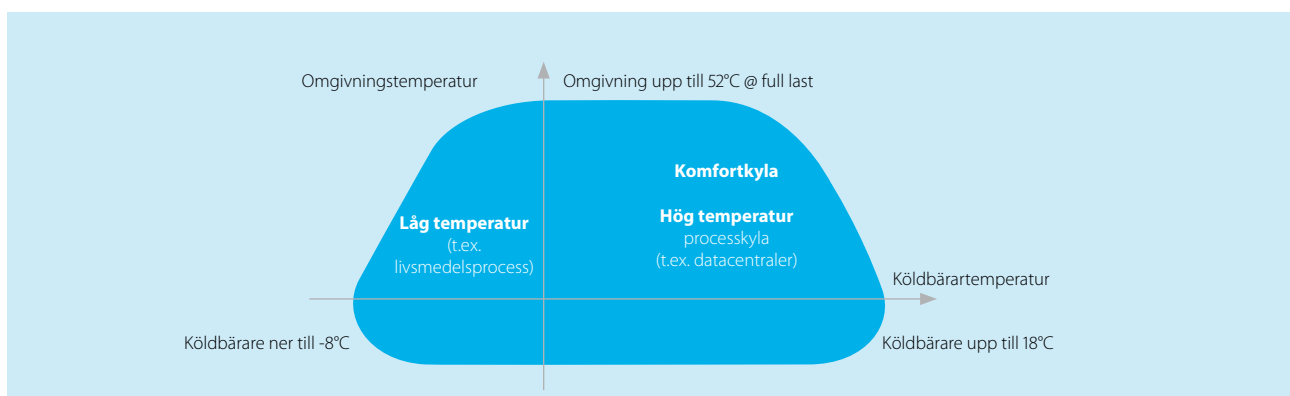 Omgivningstemperatur
Omgivning upp till 52°C @ full last
Komfortkyla
Låg temperatur
(t.ex.
livsmedelsprocess)
Hög temperatur
processkyla
(t.ex. datacentraler)
Köldbärartemperatur
Köldbärare ner till -8°C
Köldbärare upp till 18°C